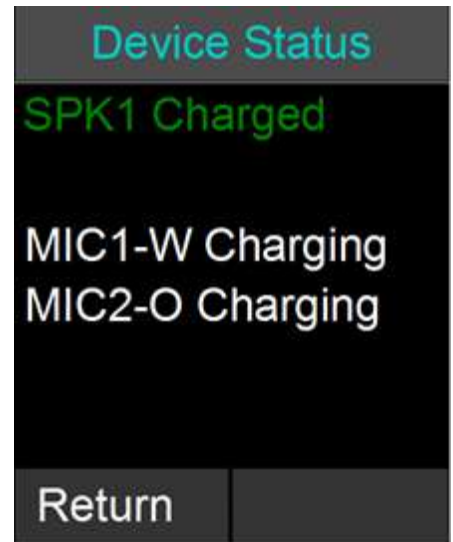 Device Status
SPK1 Charged
MIC1-W Charging
MIC2-O Charging
Return